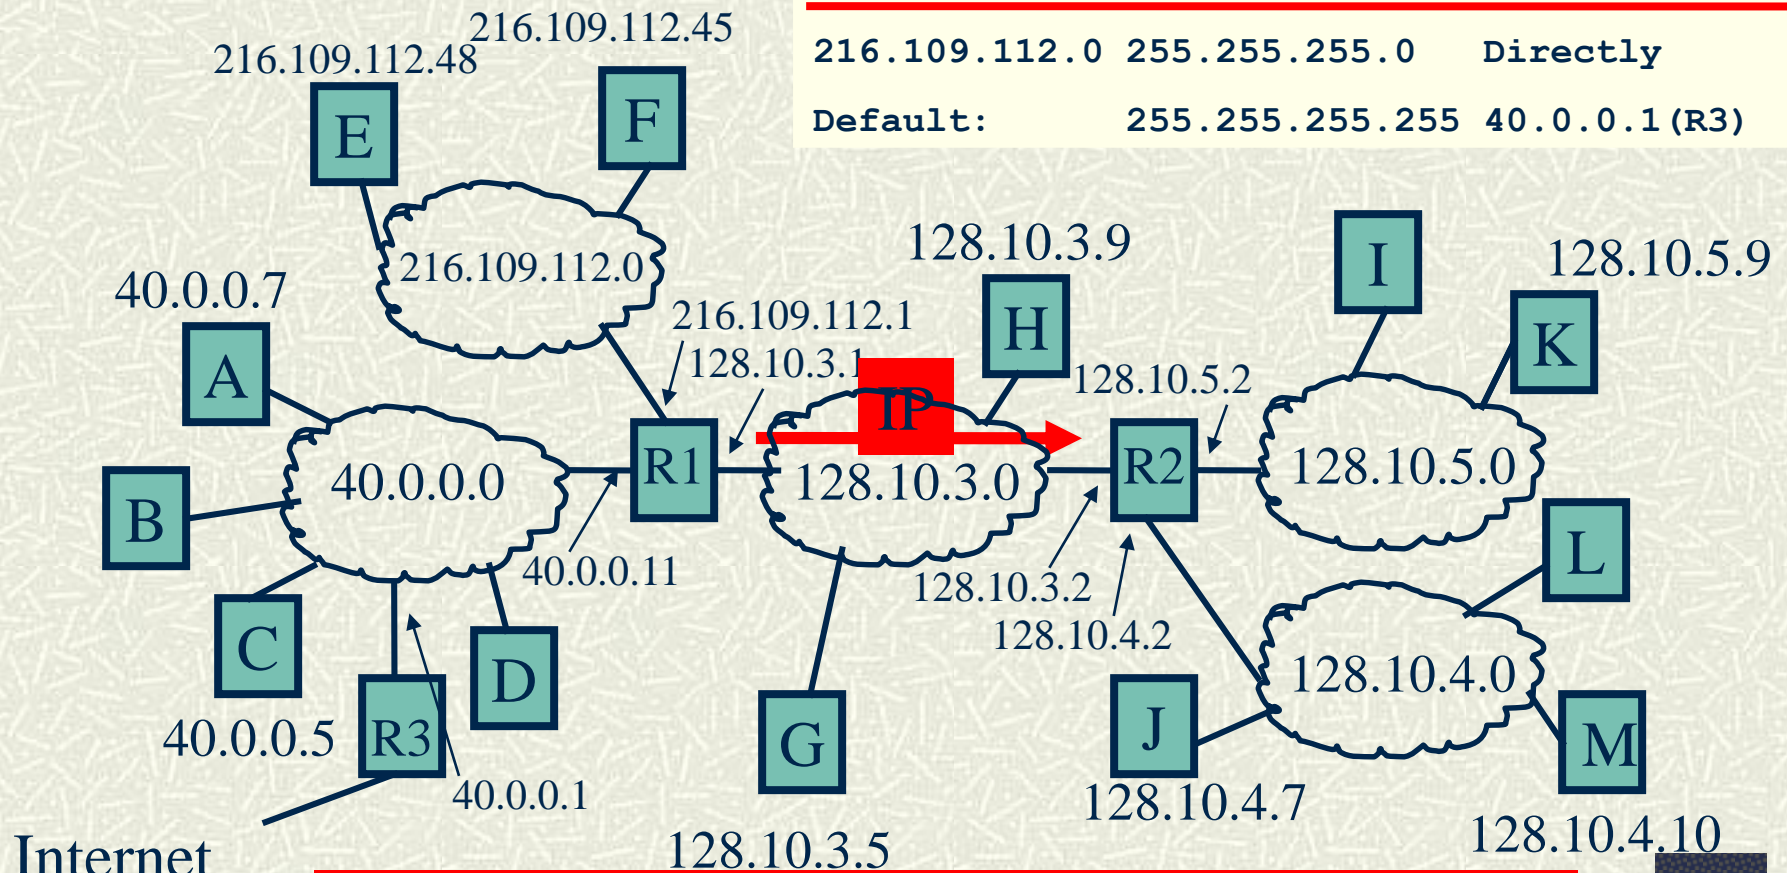 216.109.112.45
216.109.112.48
216.109.112.0 255.255.255.0 Directly
Default: 255.255.255.255 40.0.0.1(R3)
E
F
216.109.112.0
128.10.3.9
I
128.10.5.9
40.0.0.7
216.109.112.1
H
K
A
128.10.3.1
IP
128.10.5.2
40.0.0.0
R1
128.10.3.0
R2
128.10.5.0
B
40.0.0.11
128.10.3.2
L
128.10.4.2
C
D
128.10.4.0
40.0.0.5
R3
G
J
M
40.0.0.1
128.10.4.7
128.10.4.10
Internet
128.10.3.5